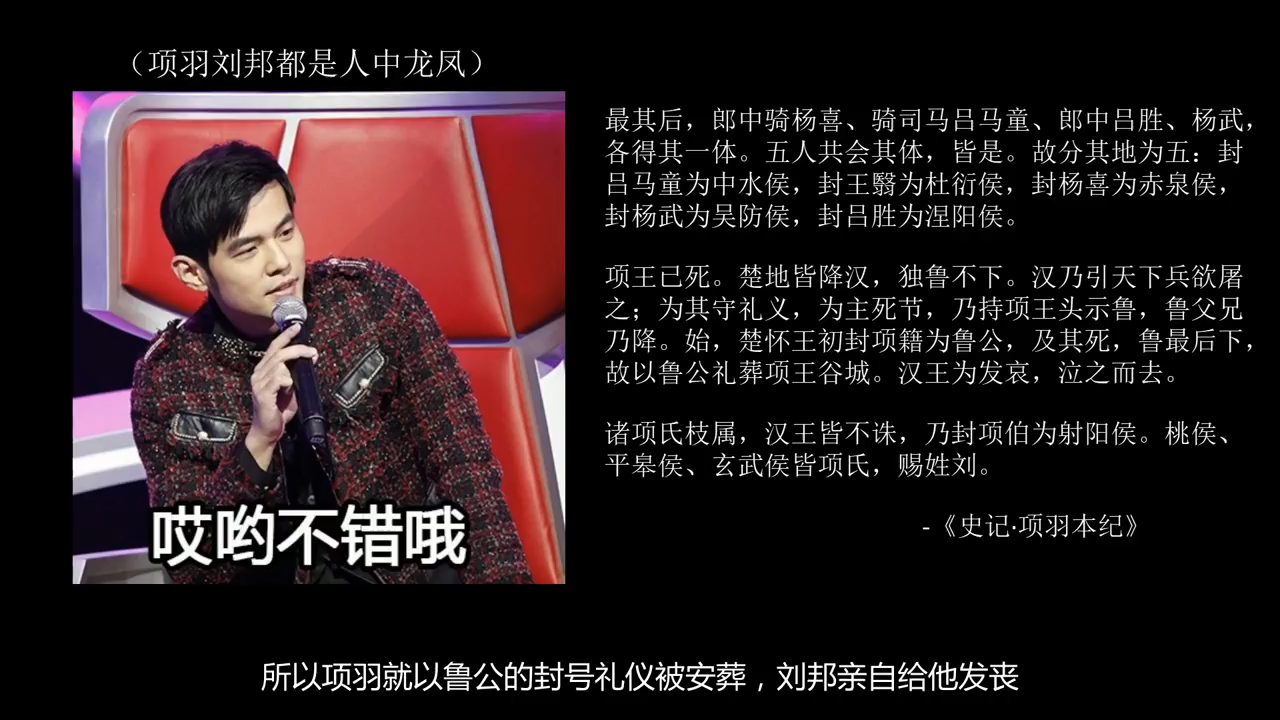 （项羽刘邦都是人中龙凤）
最其后，郎中骑杨喜、骑司马吕马童、郎中吕胜、杨武，
各得其一体。五人共会其体，皆是。故分其地为五：封
吕马童为中水侯，封王翳为杜衍侯，封杨喜为赤泉侯，
封杨武为吴防侯，封吕胜为涅阳侯。
项王已死。楚地皆降汉，独鲁不下。汉乃引天下兵欲屠
之；为其守礼义，为主死节，乃持项王头示鲁，鲁父兄
乃降。始，楚怀王初封项籍为鲁公，及其死，鲁最后下，
故以鲁公礼葬项王谷城。汉王为发哀，泣之而去。
诸项氏枝属，汉王皆不诛，乃封项伯为射阳侯。桃侯、
平皋侯、玄武侯皆项氏，赐姓刘。
-《史记·项羽本纪》
哎哟不错哦
所以项羽就以鲁公的封号礼仪被安葬，刘邦亲自给他发丧